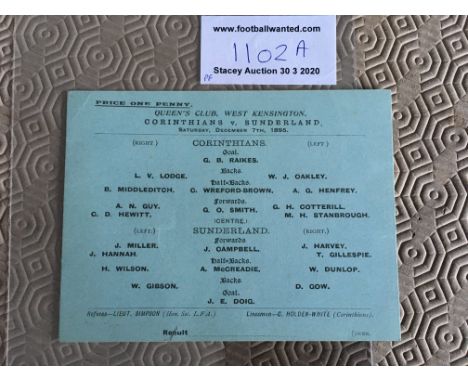 www.footballwanted.com
1102A
Stacey Auction 30 3 2020
PF
PRICE ONE PENNY.
QUEEN'S CLUB, WEST KENSINGTON.
CORINTHIANS v. SUNDERLAND,
SATURDAY, DECEMBER 7TH, 1895.
(RIGHT) CORINTHIANS. (LEFT)
Goal.
G. B. RAIKES.
Backs.
L. V. LODGE. W. J. OAKLEY.
Half-Backs.
B. MIDDLEDITCH. C. WREFORD-BROWN. A. G. HENFREY.
Forwards.
A. N. GUY. G. H. COTTERILL.
G. O. SMITH.
C. D. HEWITT. M. H. STANBROUGH.
(CENTRE.)
(LEFT.) SUNDERLAND. (RIGHT.)
Forwards
J. MILLER. J. HARVEY.
J. CAMPBELL.
J. HANNAH. T. GILLESPIE.
Half-Backs.
H. WILSON. A. McCREADIE. W. DUNLOP.
Backs
W. GIBSON. D. GOW.
Goal.
J. E. DOIG.
Referee—LIEUT. SIMPSON (Hon. Sec. L.F.A.) Linesman—C. HOLDEN-WHITE (Corinthians).
Result
[OVER.